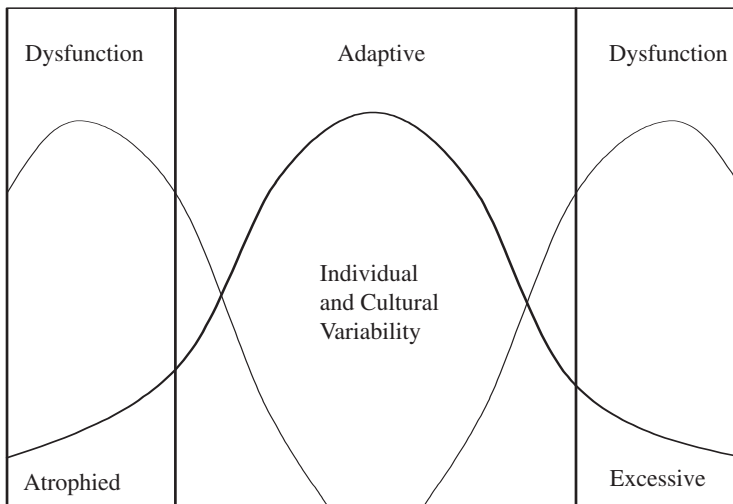 Dysfunction
Adaptive
Dysfunction
Individual
and Cultural
Variability
Atrophied
Excessive